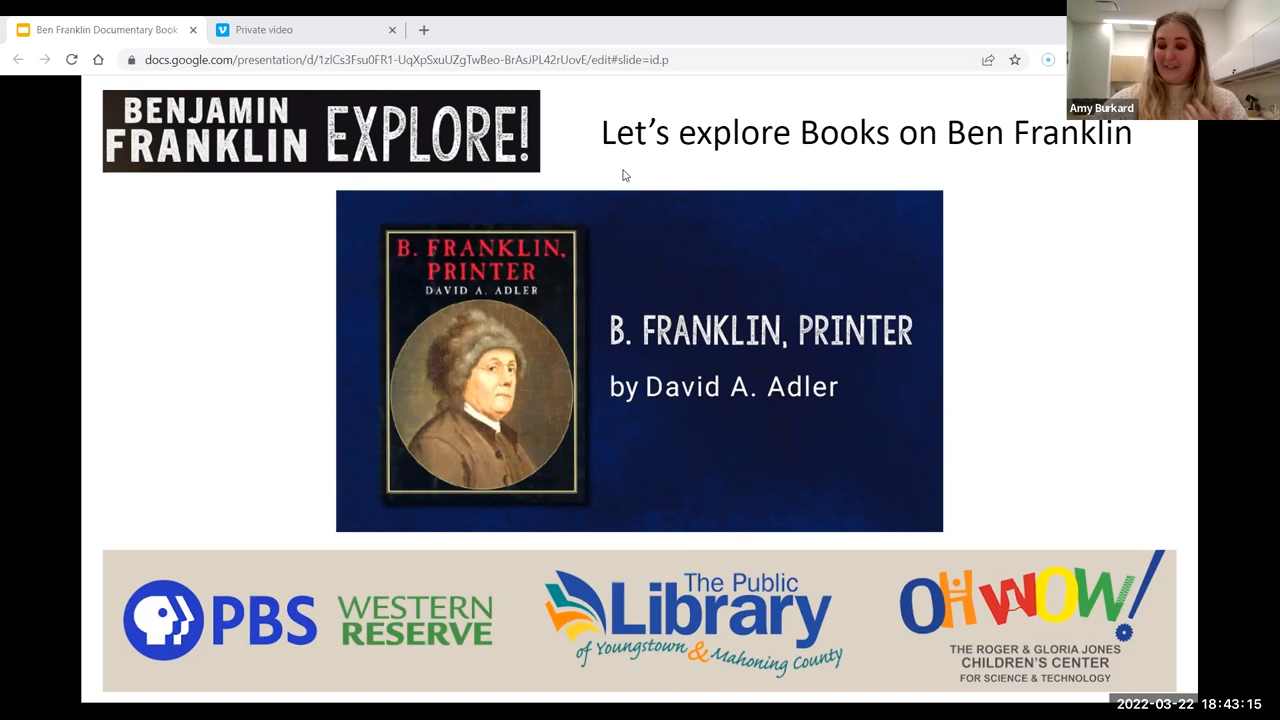 Ben Franklin Documentary Book
Private video
docs.google.com/presentation/d/1zlCs3Fsu0FR1-UqXpSxuUZgTwBeo-BrAsJPL42rUovE/edit#slide=id.p
Amy Burkard
BENJAMIN
FRANKLIN
EXPLORE!
Let’s explore Books on Ben Franklin
B. FRANKLIN,
PRINTER
DAVID A. ADLER
B. FRANKLIN, PRINTER
by David A. Adler
PBS
WESTERN
RESERVE
The Public
Library
of Youngstown & Mahoning County
OH WOW!
THE ROGER & GLORIA JONES
CHILDREN'S CENTER
FOR SCIENCE & TECHNOLOGY
2022-03-22 18:43:15